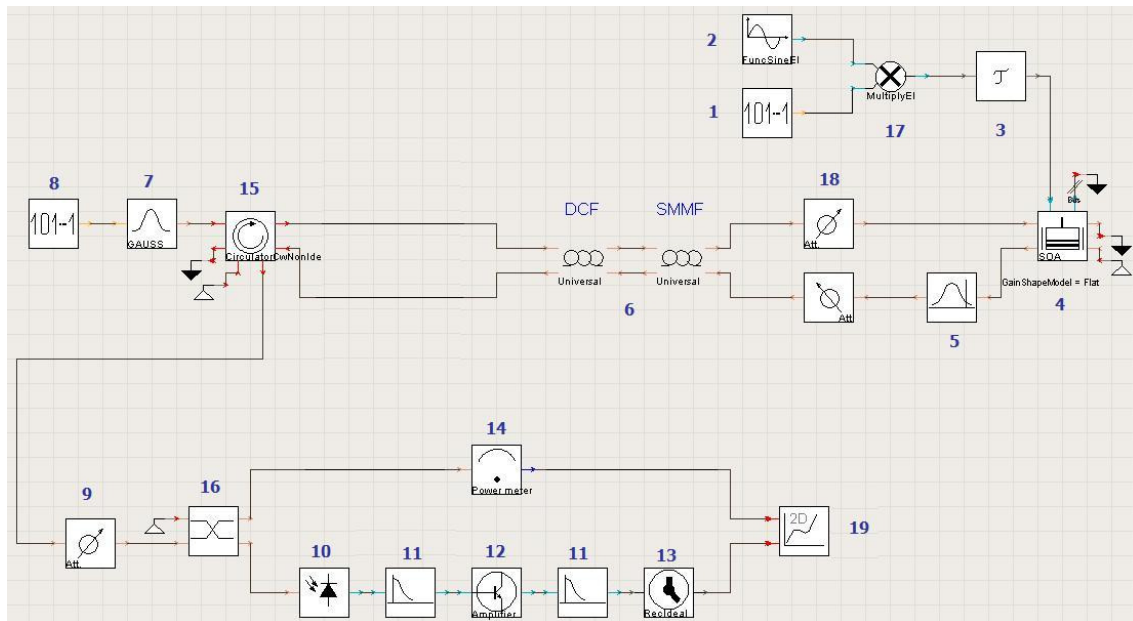 2
FuncSineEl
1
101--1
MultiplyEl
17
τ
3
8
101--1
7
GAUSS
15
CirculatorCwNonIde
DCF
SMMF
Universal
Universal
6
18
Att.
Att
5
Bus
SOA
GainShapeModel = Flat
4
14
Power meter
9
Att.
16
10
11
12
Amplifier
11
13
RecIdeal
2D
19